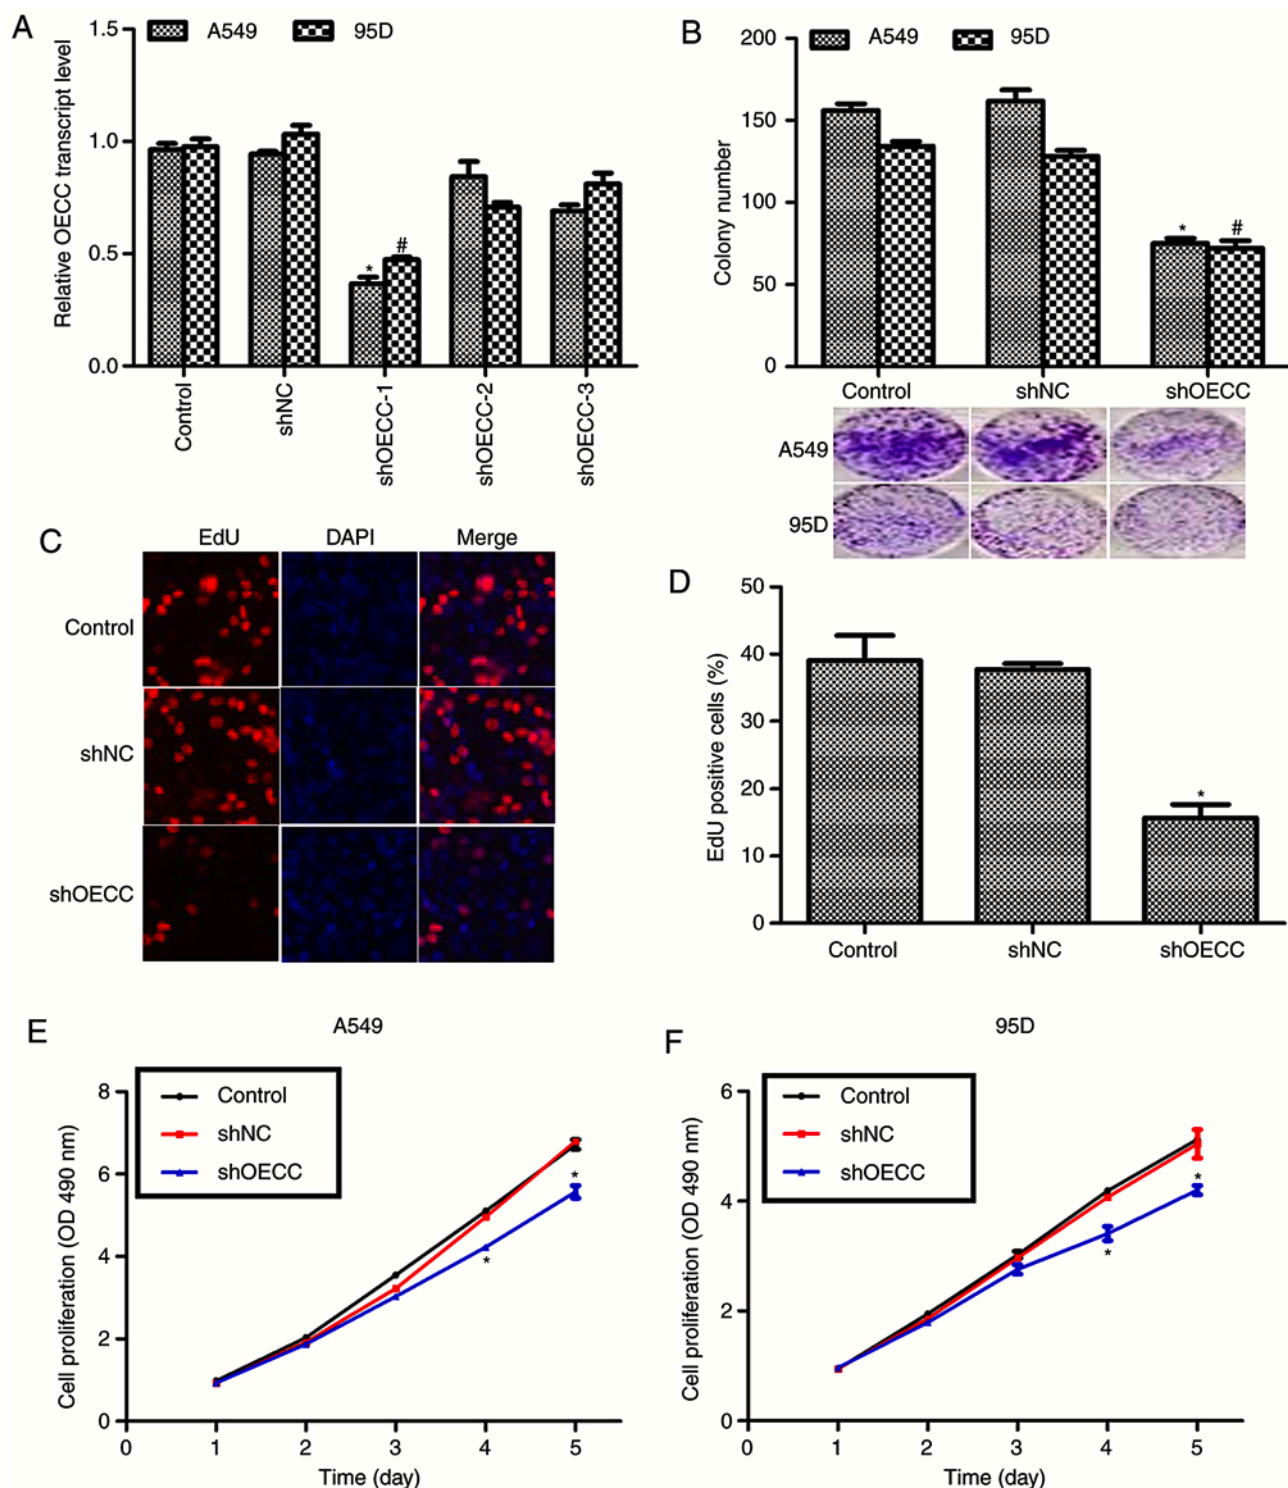 A
A549
95D
Relative OECC transcript level
1.5
1.0
0.5
0.0
*
#
Control
shNC
shOECC-1
shOECC-2
shOECC-3
B
A549
95D
Colony number
200
150
100
50
0
*
#
Control
shNC
shOECC
A549
95D
C
EdU
DAPI
Merge
Control
shNC
shOECC
D
EdU positive cells (%)
50
40
30
20
10
0
*
Control
shNC
shOECC
E
A549
Control
shNC
shOECC
Cell proliferation (OD 490 nm)
8
6
4
2
0
*
*
0 1 2 3 4 5
Time (day)
F
95D
Control
shNC
shOECC
Cell proliferation (OD 490 nm)
6
4
2
0
*
*
0 1 2 3 4 5
Time (day)